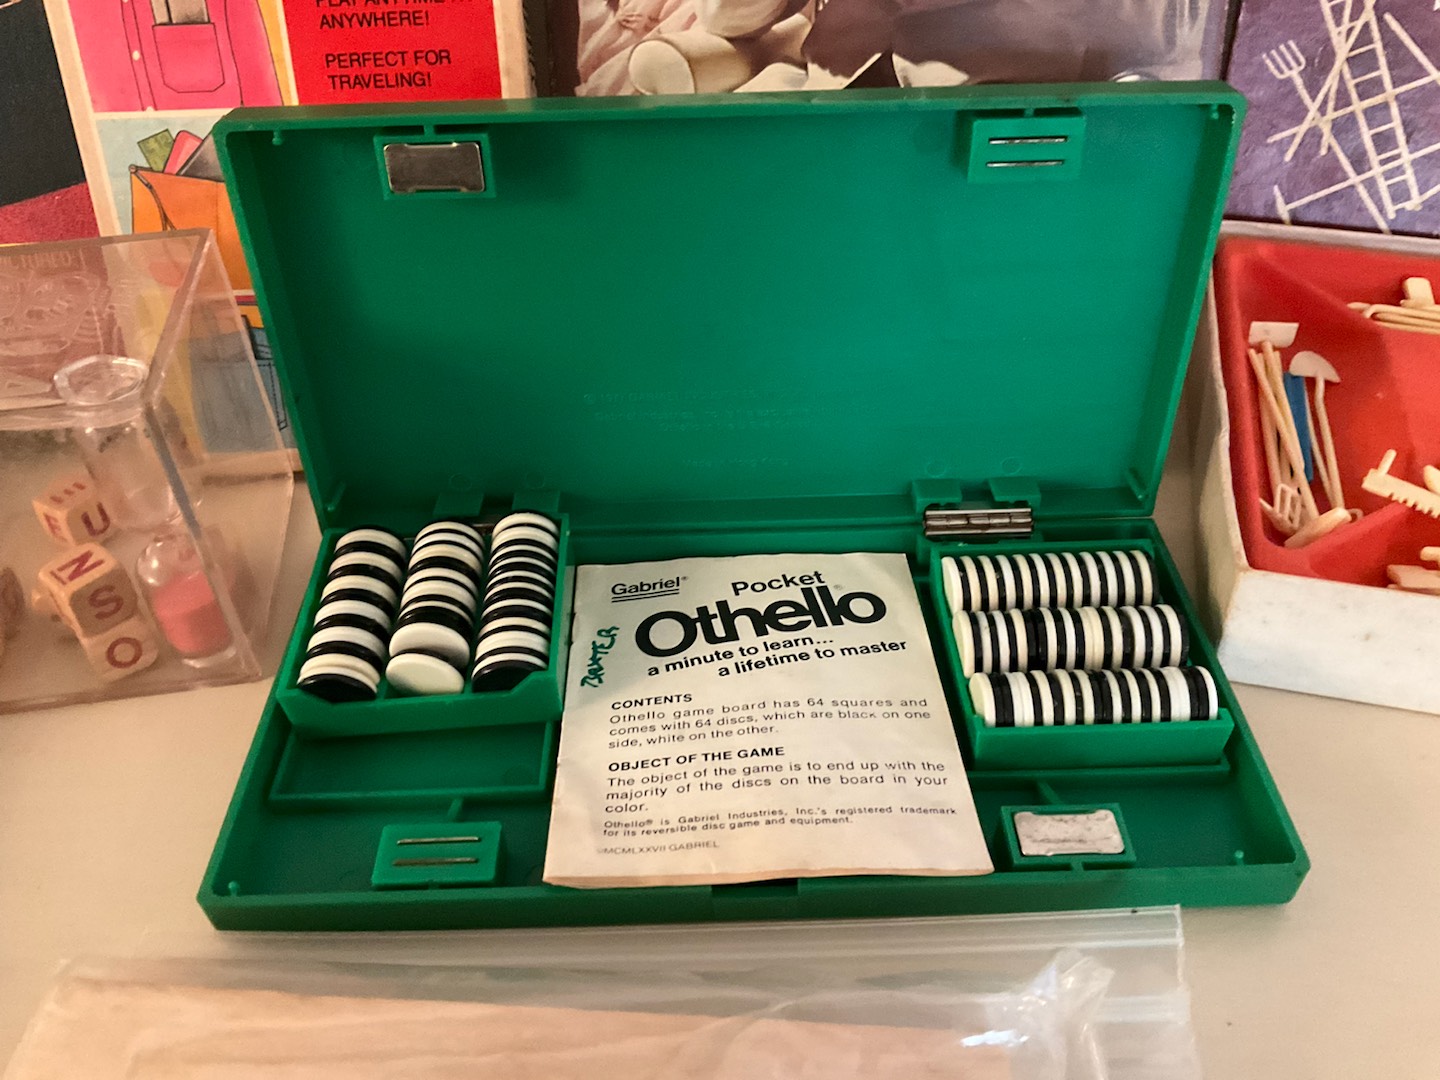 PLAY ANYTIME
ANYWHERE!
PERFECT FOR
TRAVELING!
Gabriel®
Pocket
Othello®
a minute to learn...
a lifetime to master
BAXTER
CONTENTS
Othello game board has 64 squares and
comes with 64 discs, which are black on one
side, white on the other.
OBJECT OF THE GAME
The object of the game is to end up with the
majority of the discs on the board in your
color.
Othello® is Gabriel Industries, Inc.'s registered trademark
for its reversible disc game and equipment.
MCMLXXVII GABRIEL
U
N
S
O